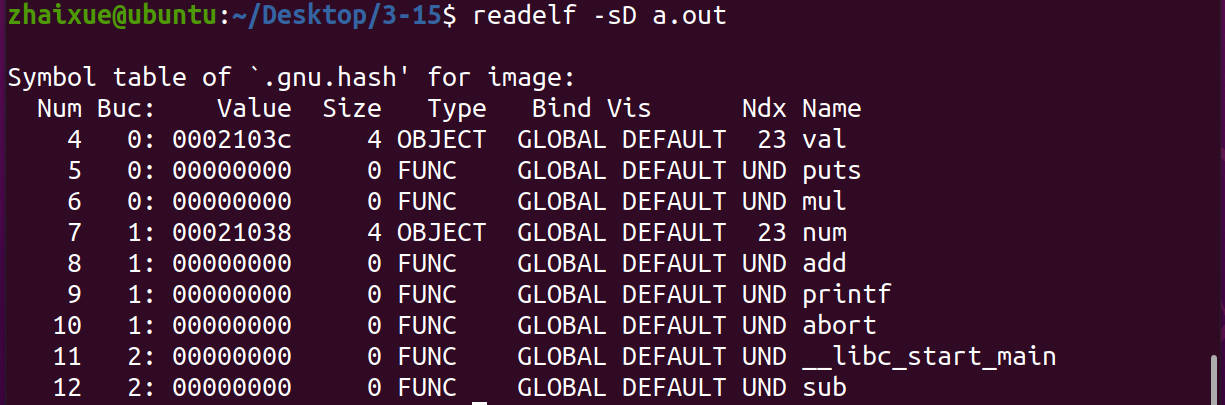 zhaixue@ubuntu:~/Desktop/3-15$ readelf -sD a.out
Symbol table of `.gnu.hash' for image:
Num Buc: Value Size Type Bind Vis Ndx Name
4 0: 0002103c 4 OBJECT GLOBAL DEFAULT 23 val
5 0: 00000000 0 FUNC GLOBAL DEFAULT UND puts
6 0: 00000000 0 FUNC GLOBAL DEFAULT UND mul
7 1: 00021038 4 OBJECT GLOBAL DEFAULT 23 num
8 1: 00000000 0 FUNC GLOBAL DEFAULT UND add
9 1: 00000000 0 FUNC GLOBAL DEFAULT UND printf
10 1: 00000000 0 FUNC GLOBAL DEFAULT UND abort
11 2: 00000000 0 FUNC GLOBAL DEFAULT UND __libc_start_main
12 2: 00000000 0 FUNC GLOBAL DEFAULT UND sub